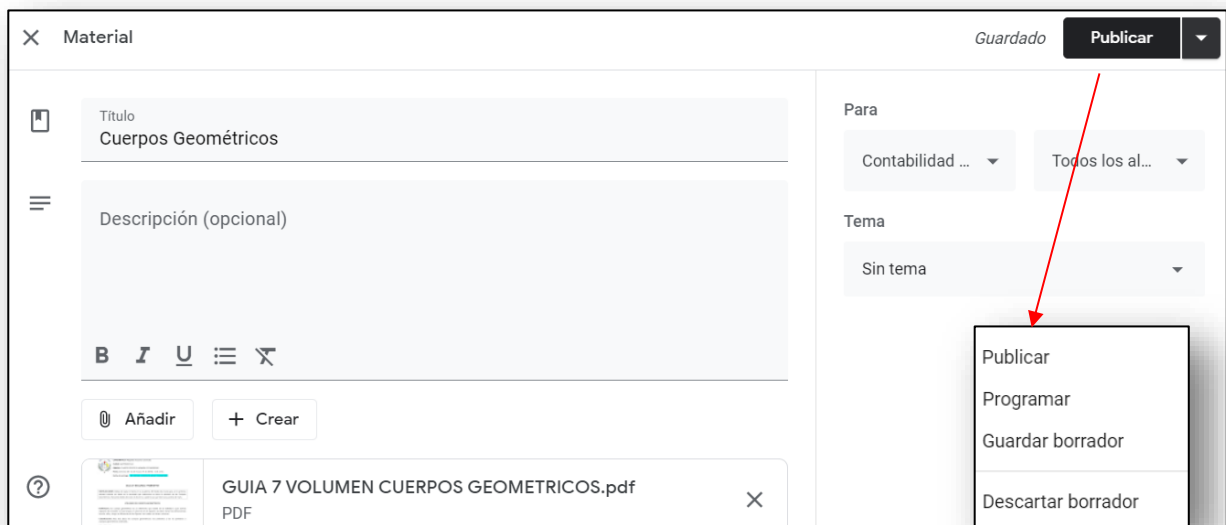 Material
Guardado
Publicar
Título
Cuerpos Geométricos
Descripción (opcional)
B I U
Añadir
Crear
GUIA 7 VOLUMEN CUERPOS GEOMETRICOS.pdf
PDF
Para
Contabilidad ...
Todos los al...
Tema
Sin tema
Publicar
Programar
Guardar borrador
Descartar borrador